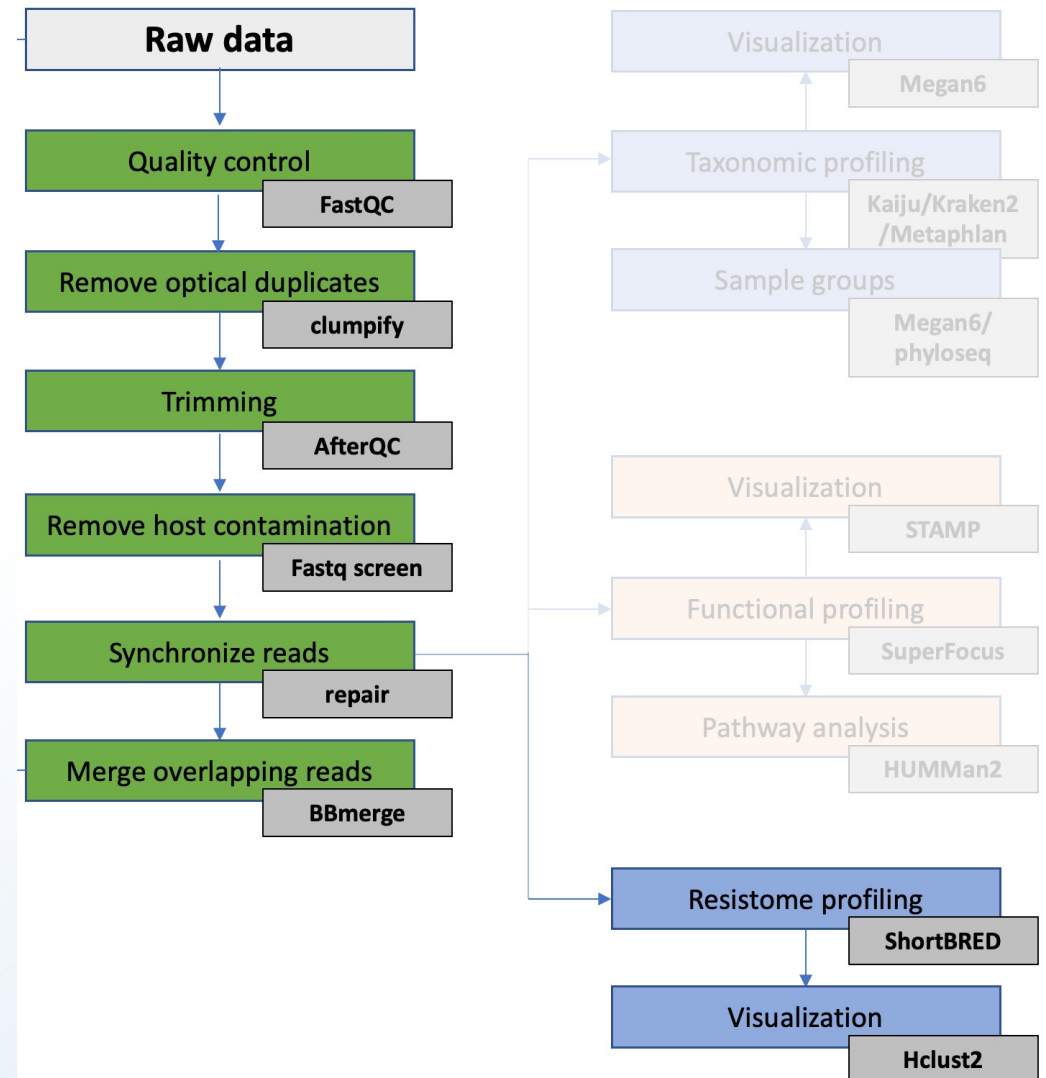 Raw data
Quality control
FastQC
Remove optical duplicates
clumpify
Trimming
AfterQC
Remove host contamination
Fastq screen
Synchronize reads
repair
Merge overlapping reads
BBmerge
Visualization
Megan6
Taxonomic profiling
Kaiju/Kraken2
/Metaphlan
Sample groups
Megan6/
phyloseq
Visualization
STAMP
Functional profiling
SuperFocus
Pathway analysis
HUMMan2
Resistome profiling
ShortBRED
Visualization
Hclust2